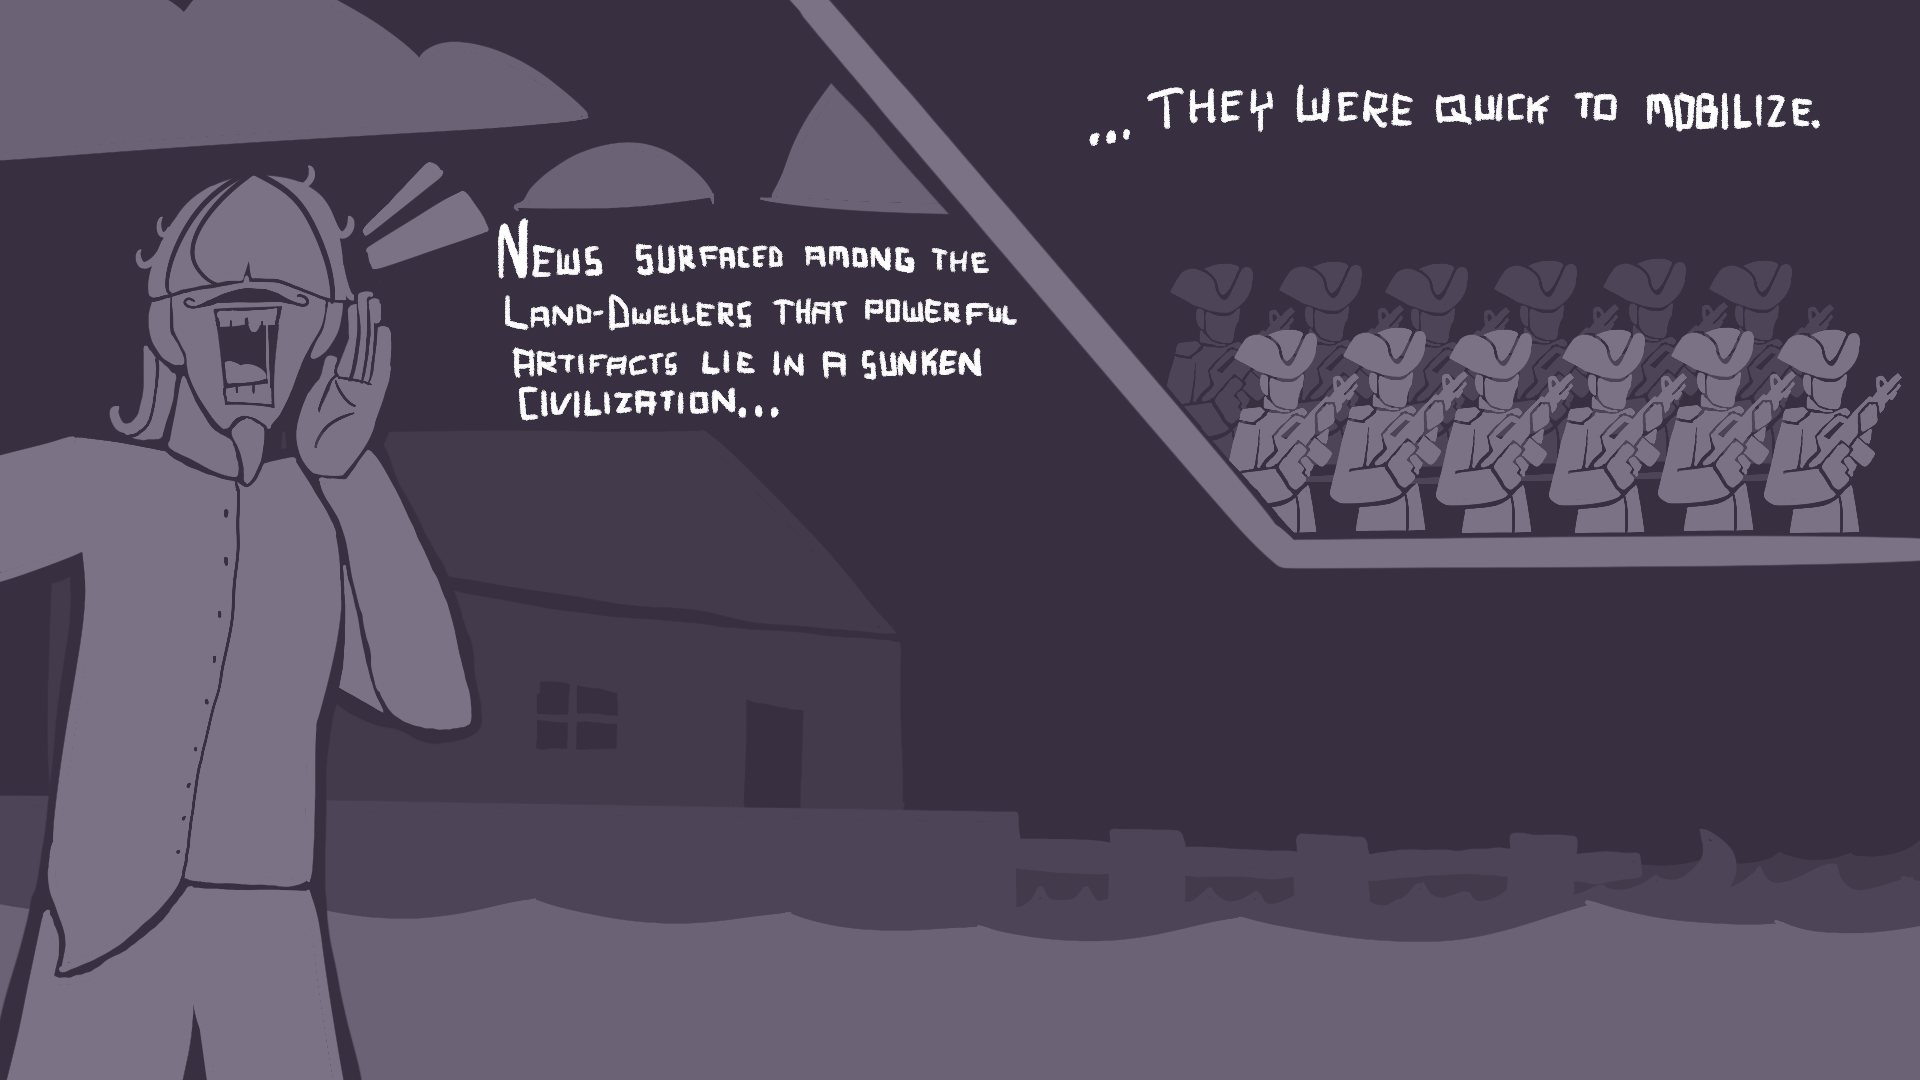 NEWS SURFACED AMONG THE
LAND-DWELLERS THAT POWERFUL
ARTIFACTS LIE IN A SUNKEN
CIVILIZATION...
...THEY WERE QUICK TO MOBILIZE.